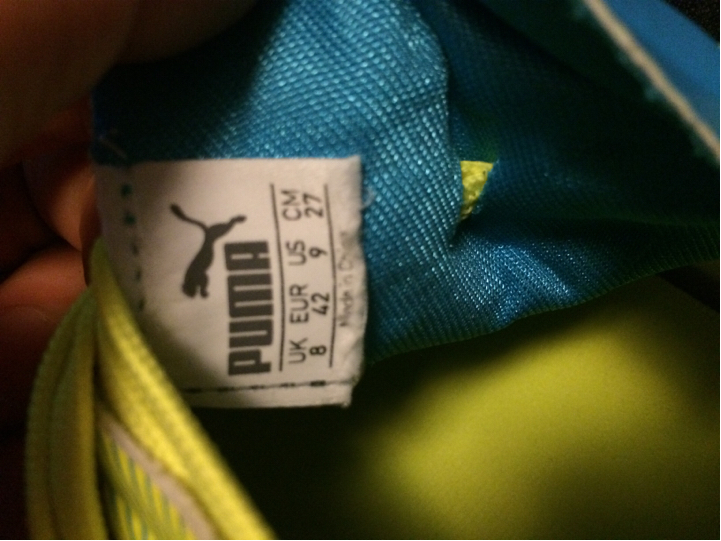 PUMA
UK EUR US CM
8 42 9 27
Made in China